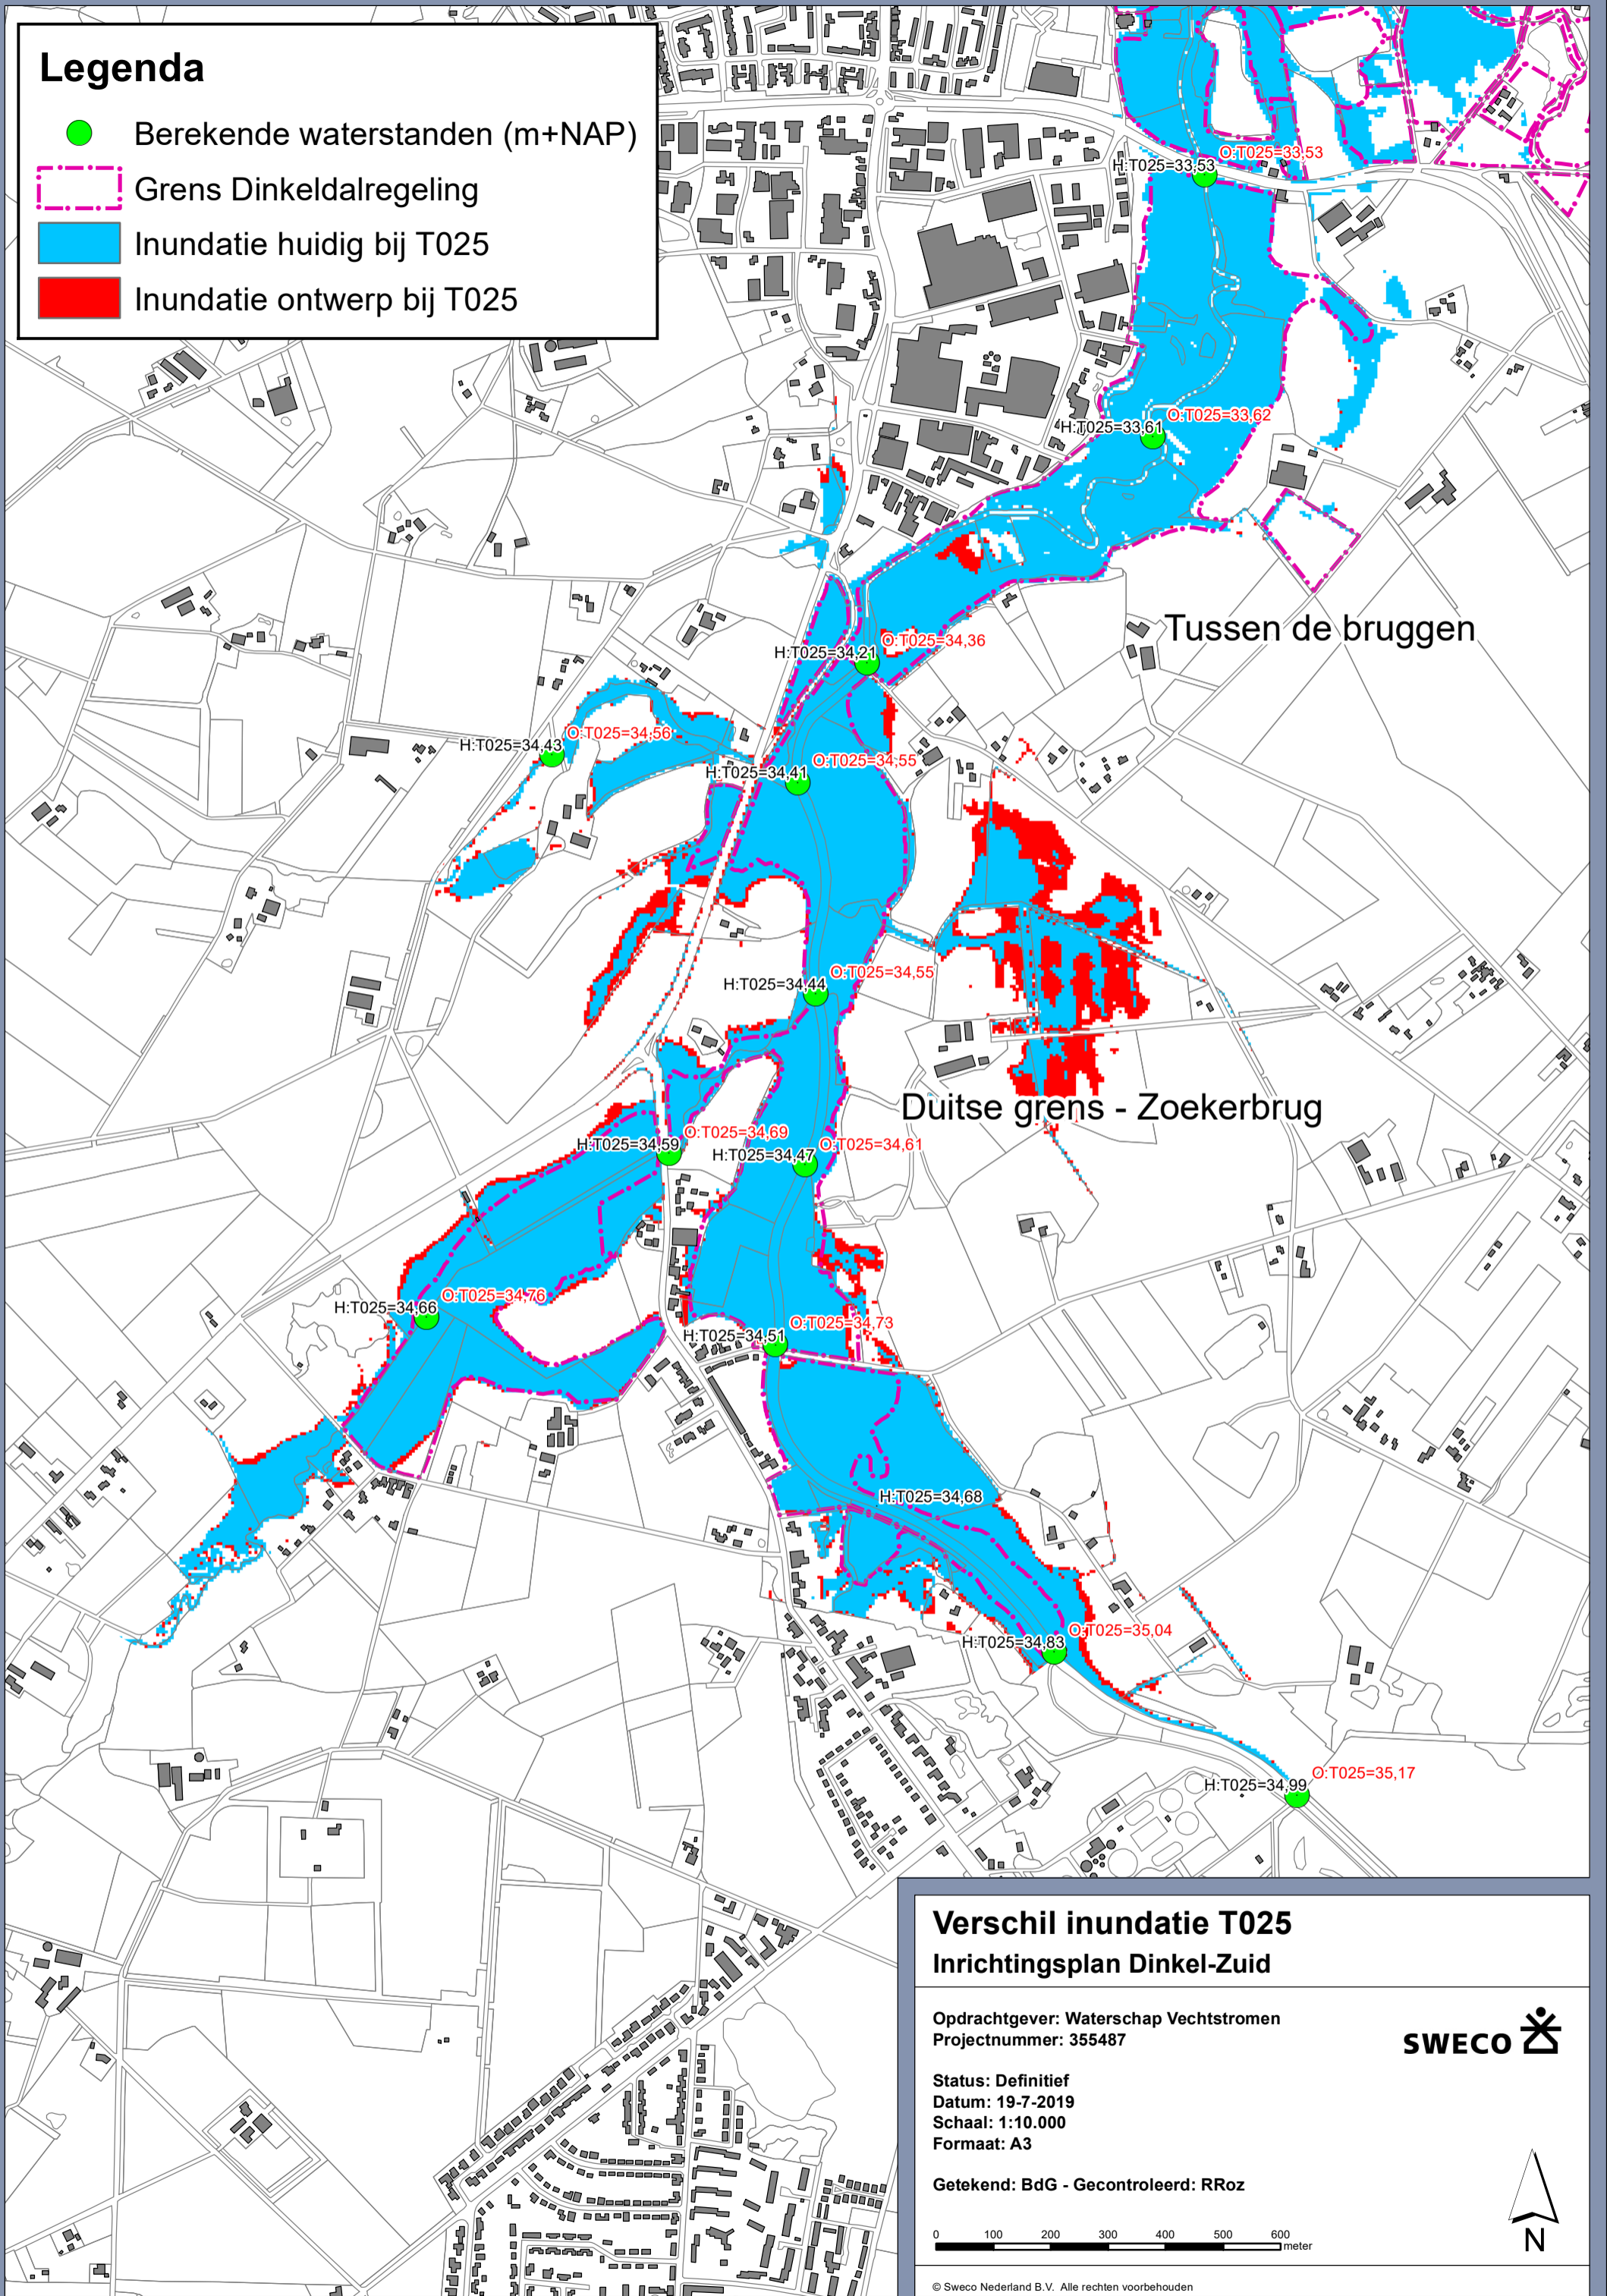 Legenda
Berekende waterstanden (m+NAP)
Grens Dinkeldalregeling
Inundatie huidig bij T025
Inundatie ontwerp bij T025
O:T025=33,53
H:T025=33,53
O:T025=33,62
H:T025=33,61
Tussen de bruggen
O:T025=34,36
H:T025=34,21
O:T025=34,56
H:T025=34,43
O:T025=34,55
H:T025=34,41
O:T025=34,55
H:T025=34,44
Duitse grens - Zoekerbrug
O:T025=34,69
H:T025=34,59
O:T025=34,61
H:T025=34,47
O:T025=34,76
H:T025=34,66
O:T025=34,73
H:T025=34,51
H:T025=34,68
O:T025=35,04
H:T025=34,83
O:T025=35,17
H:T025=34,99
Verschil inundatie T025
Inrichtingsplan Dinkel-Zuid
Opdrachtgever: Waterschap Vechtstromen
Projectnummer: 355487
SWECO
Status: Definitief
Datum: 19-7-2019
Schaal: 1:10.000
Formaat: A3
Getekend: BdG - Gecontroleerd: RRoz
0 100 200 300 400 500 600
meter
N
© Sweco Nederland B.V. Alle rechten voorbehouden